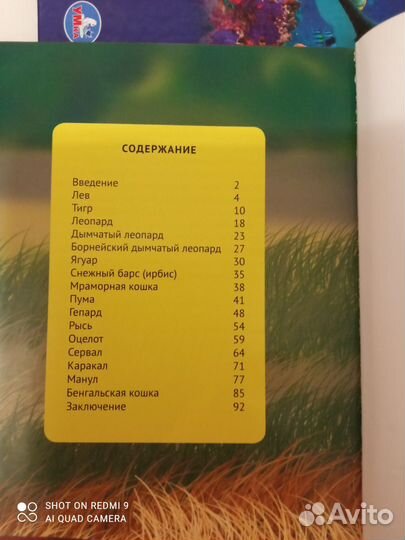 УМка
СОДЕРЖАНИЕ
Введение 2
Лев 4
Тигр 10
Леопард 18
Дымчатый леопард 23
Борнейский дымчатый леопард 27
Ягуар 30
Снежный барс (ирбис) 35
Мраморная кошка 38
Пума 41
Гепард 48
Рысь 54
Оцелот 59
Сервал 64
Каракал 71
Манул 77
Бенгальская кошка 85
Заключение 92
SHOT ON REDMI 9
AI QUAD CAMERA
Avito